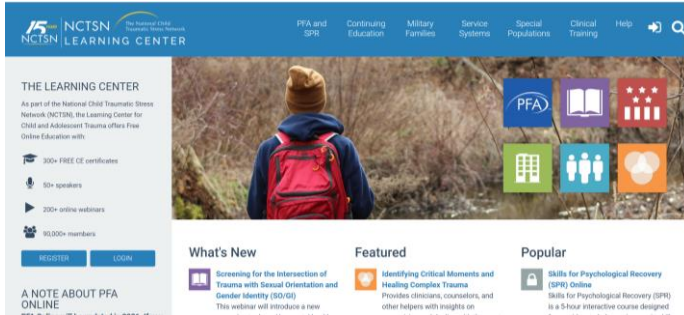 15 NCTSN
NCTSN The National Child
Traumatic Stress Network
LEARNING CENTER
PFA and
SPR
Continuing
Education
Military
Families
Service
Systems
Special
Populations
Clinical
Training
Help
THE LEARNING CENTER
As part of the National Child Traumatic Stress
Network (NCTSN), the Learning Center for
Child and Adolescent Trauma offers Free
Online Education with:
300+ FREE CE certificates
50+ speakers
200+ online webinars
90,000+ members
REGISTER
LOGIN
A NOTE ABOUT PFA
ONLINE
PFA
What's New
Screening for the Intersection of
Trauma with Sexual Orientation and
Gender Identity (SO/GI)
This webinar will introduce a new
Featured
Identifying Critical Moments and
Healing Complex Trauma
Provides clinicians, counselors, and
other helpers with insights on
Popular
Skills for Psychological Recovery
(SPR) Online
Skills for Psychological Recovery (SPR)
is a 5-hour interactive course designed